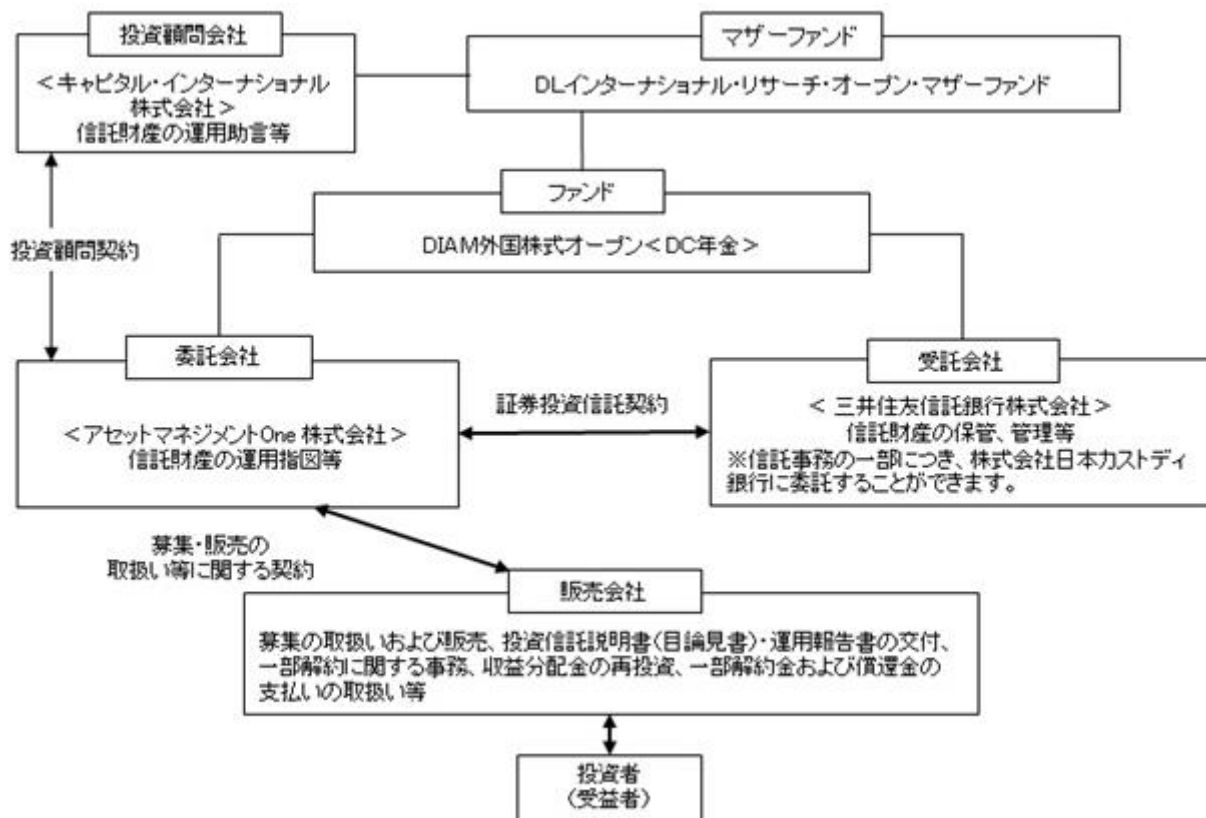 投資顧問会社
<キャピタル・インターナショナル
株式会社>
信託財産の運用助言等
マザーファンド
DLインターナショナル・リサーチ・オープン・マザーファンド
ファンド
DIAM外国株式オープン<DC年金>
投資顧問契約
委託会社
<アセットマネジメントOne 株式会社>
信託財産の運用指図等
証券投資信託契約
受託会社
< 三井住友信託銀行株式会社>
信託財産の保管、管理等
※信託事務の一部につき、株式会社日本カストディ
銀行に委託することができます。
募集・販売の
取扱い等に関する契約
販売会社
募集の取扱いおよび販売、投資信託説明書(目論見書)・運用報告書の交付、
一部解約に関する事務、収益分配金の再投資、一部解約金および償還金の
支払いの取扱い等
投資者
(受益者)